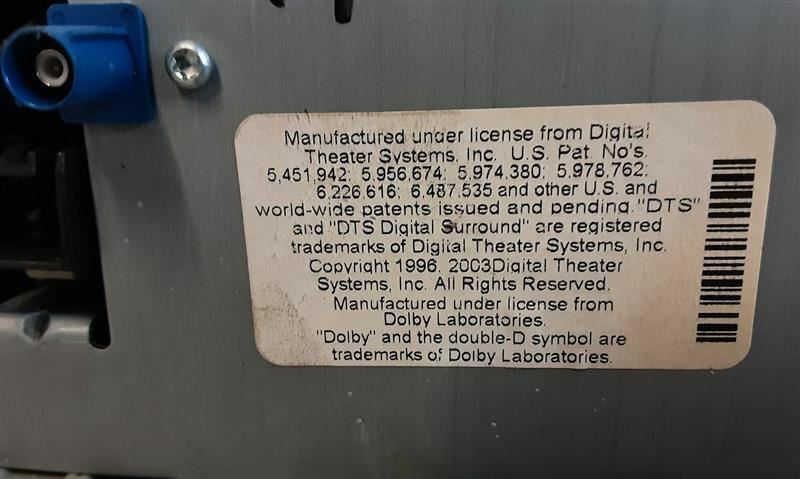 Manufactured under license from Digital
Theater Systems, Inc. U.S. Pat. No's.
5,451,942; 5,956,674; 5,974,380; 5,978,762;
6,226,616; 6,487,535 and other U.S. and
world-wide patents issued and pending."DTS"
and "DTS Digital Surround" are registered
trademarks of Digital Theater Systems, Inc.
Copyright 1996, 2003Digital Theater
Systems, Inc. All Rights Reserved.
Manufactured under license from
Dolby Laboratories.
"Dolby" and the double-D symbol are
trademarks of Dolby Laboratories.